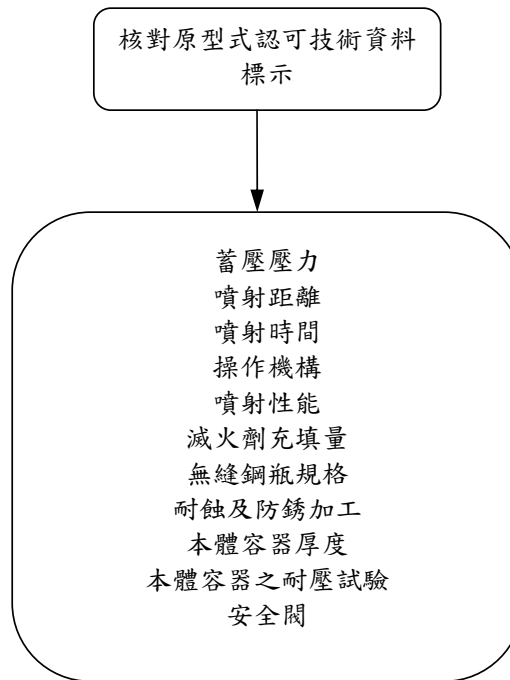 核對原型式認可技術資料
標示
蓄壓壓力
噴射距離
噴射時間
操作機構
噴射性能
滅火劑充填量
無縫鋼瓶規格
耐蝕及防銹加工
本體容器厚度
本體容器之耐壓試驗
安全閥